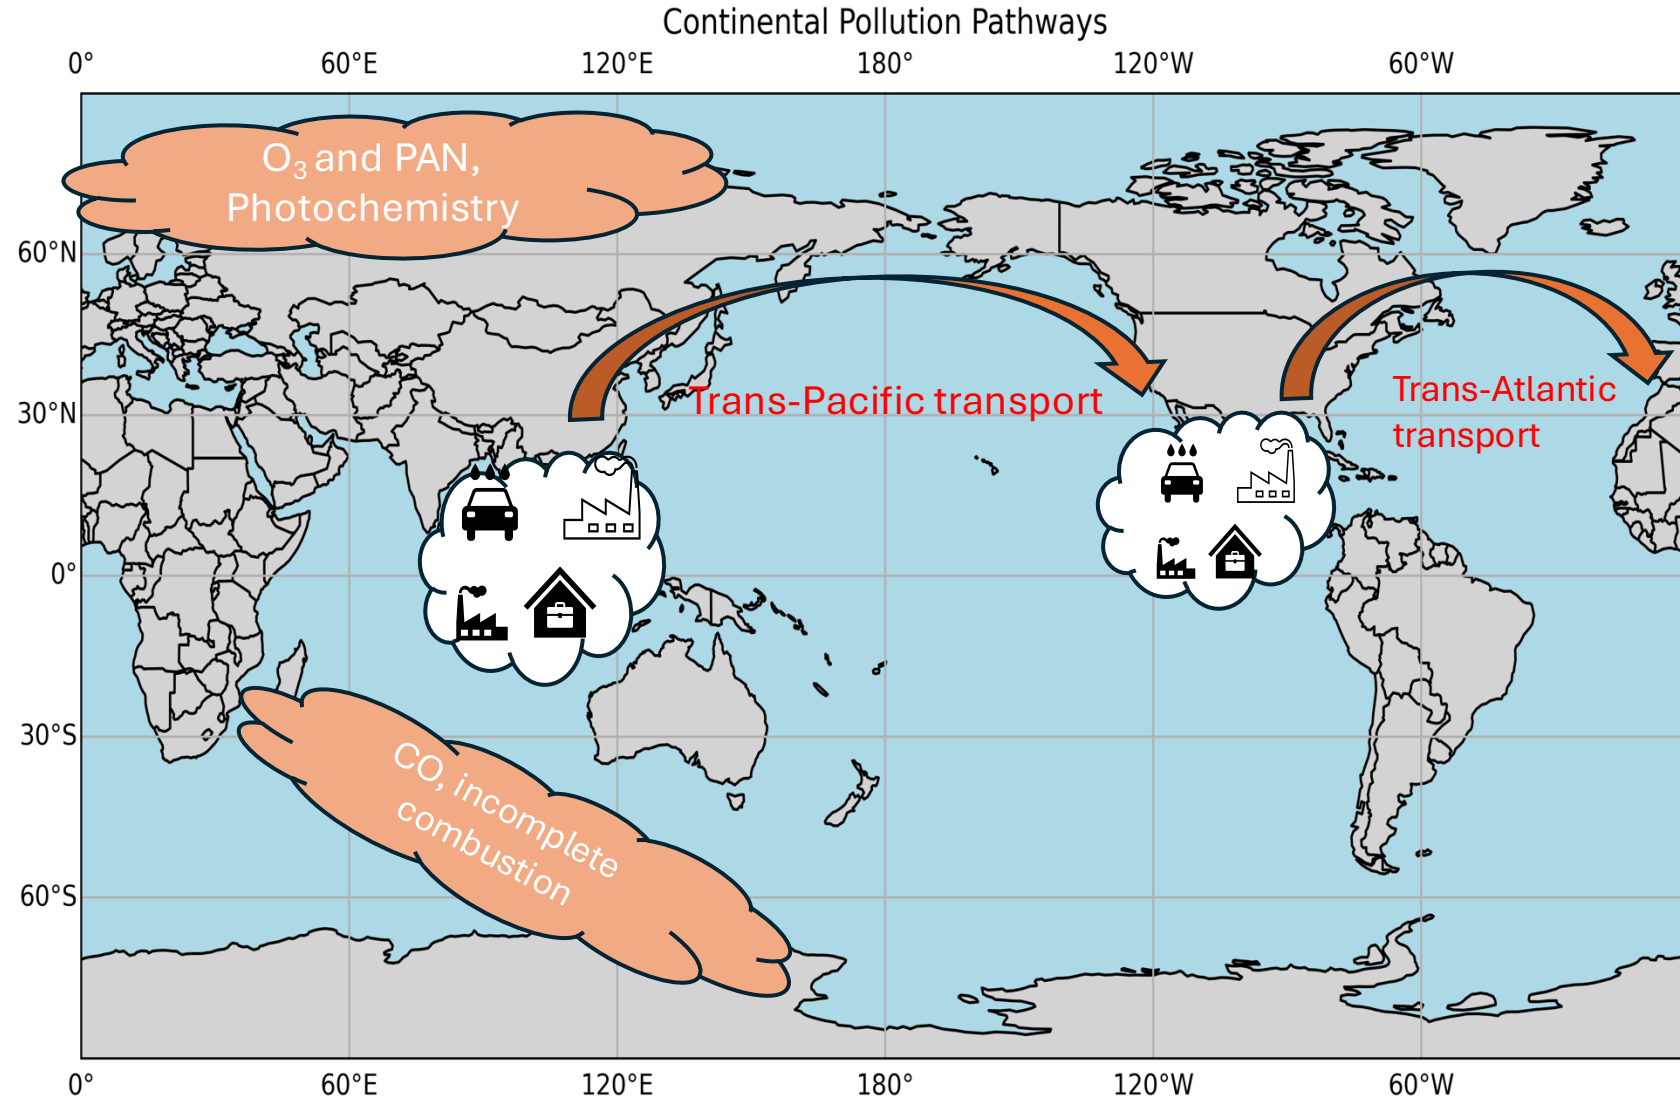 Continental Pollution Pathways
0° 60°E 120°E 180° 120°W 60°W
O₃ and PAN,
Photochemistry
60°N
Trans-Pacific transport
Trans-Atlantic
transport
30°N
0°
30°S
CO, incomplete
combustion
60°S
0° 60°E 120°E 180° 120°W 60°W